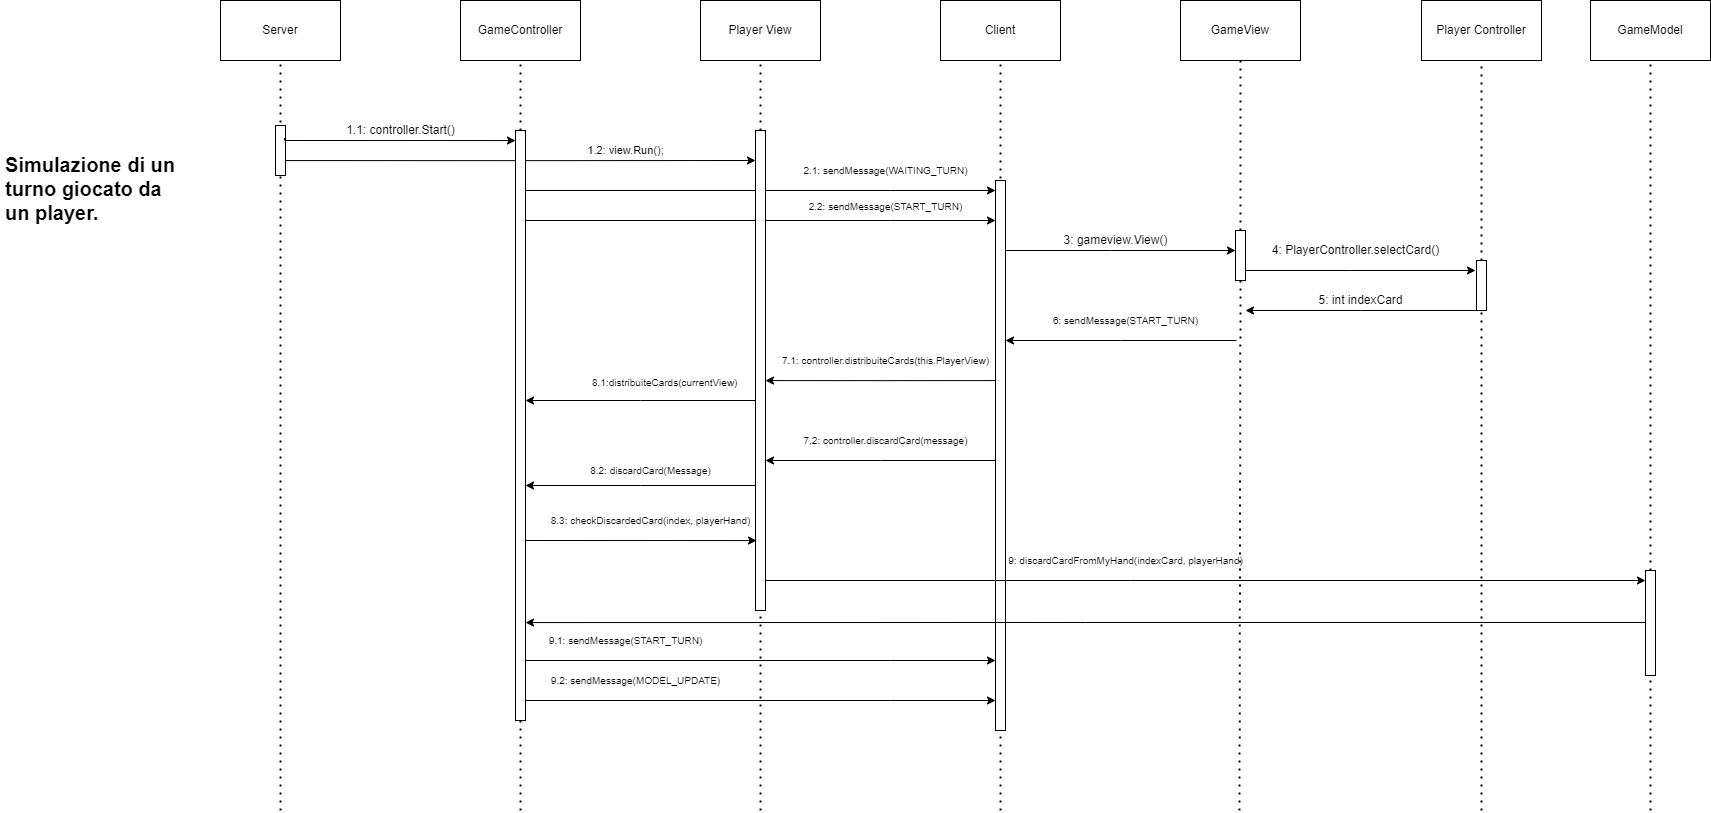 Server
GameController
Player View
Client
GameView
Player Controller
GameModel
Simulazione di un
turno giocato da
un player.
1.1: controller.Start()
1.2: view.Run();
2.1: sendMessage(WAITING_TURN)
2.2: sendMessage(START_TURN)
3: gameview.View()
4: PlayerController.selectCard()
5: int indexCard
6: sendMessage(START_TURN)
7.1: controller.distribuiteCards(this.PlayerView)
8.1:distribuiteCards(currentView)
7,2: controller.discardCard(message)
8.2: discardCard(Message)
8.3: checkDiscardedCard(index, playerHand)
9: discardCardFromMyHand(indexCard, playerHand)
9.1: sendMessage(START_TURN)
9.2: sendMessage(MODEL_UPDATE)